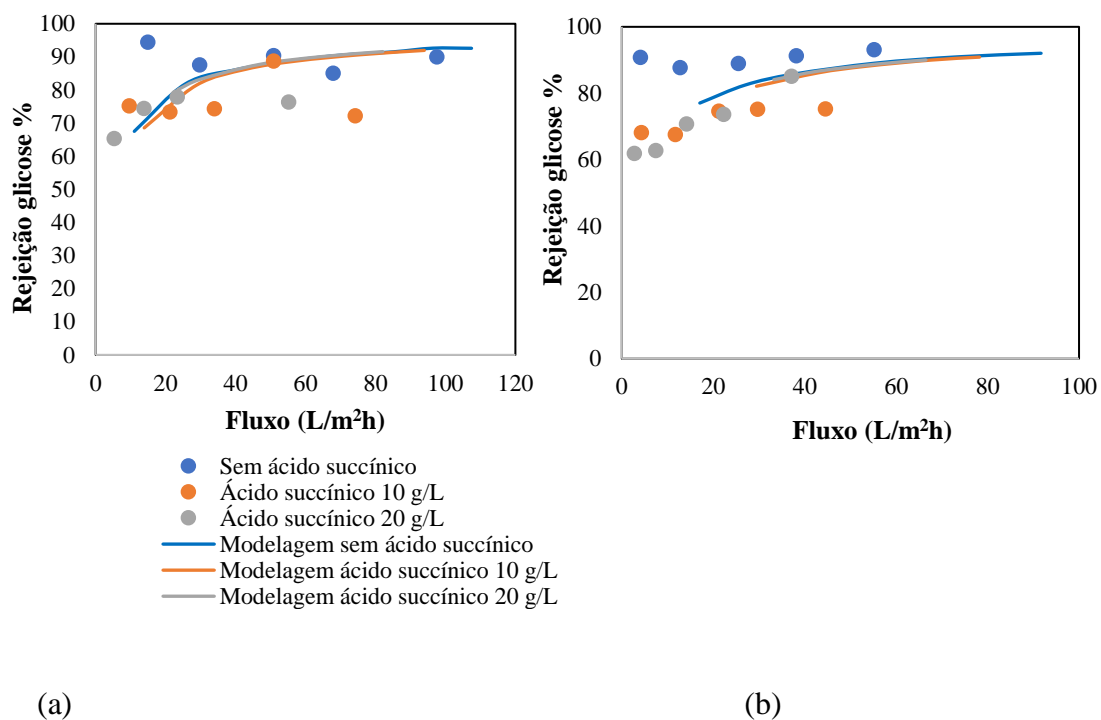 Rejeição glicose %
100
90
80
70
60
50
40
30
20
10
0
0 20 40 60 80 100 120
Fluxo (L/m²h)
Rejeição glicose %
100
80
60
40
20
0
0 20 40 60 80 100
Fluxo (L/m²h)
Sem ácido succínico
Ácido succínico 10 g/L
Ácido succínico 20 g/L
Modelagem sem ácido succínico
Modelagem ácido succínico 10 g/L
Modelagem ácido succínico 20 g/L
(a) (b)